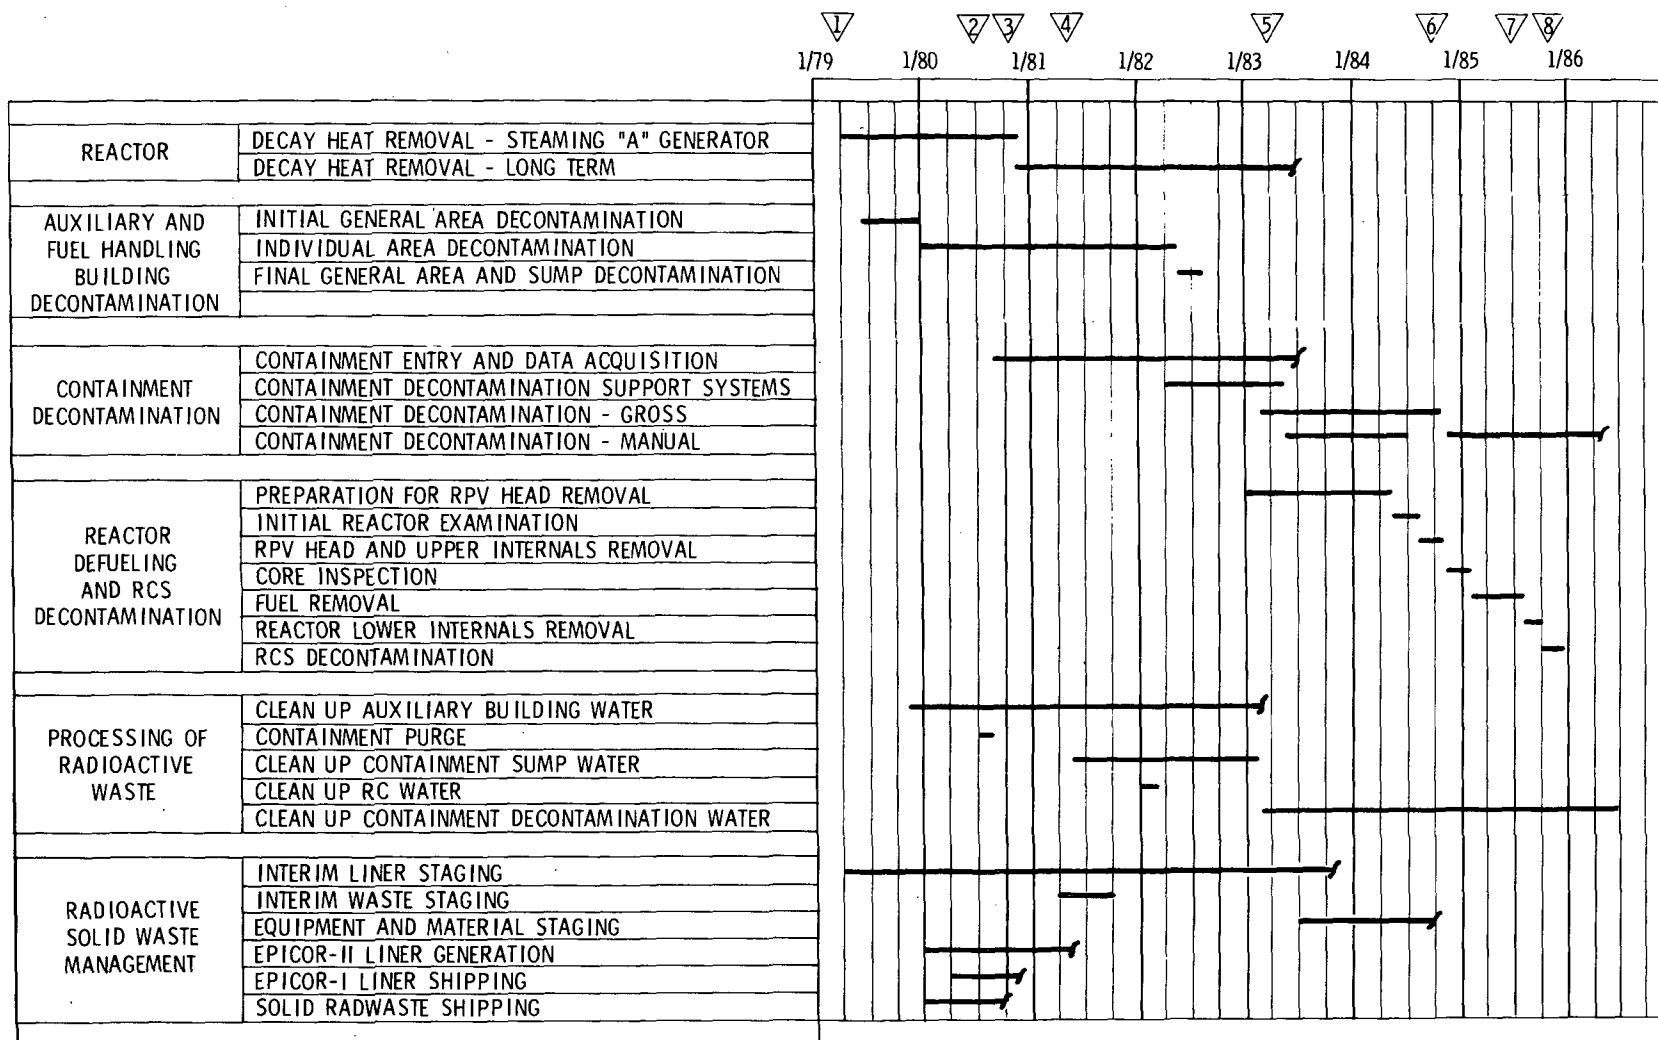 1 2 3 4 5 6 7 8
1/79 1/80 1/81 1/82 1/83 1/84 1/85 1/86
REACTOR
DECAY HEAT REMOVAL - STEAMING "A" GENERATOR
DECAY HEAT REMOVAL - LONG TERM
AUXILIARY AND
FUEL HANDLING
BUILDING
DECONTAMINATION
INITIAL GENERAL AREA DECONTAMINATION
INDIVIDUAL AREA DECONTAMINATION
FINAL GENERAL AREA AND SUMP DECONTAMINATION
CONTAINMENT
DECONTAMINATION
CONTAINMENT ENTRY AND DATA ACQUISITION
CONTAINMENT DECONTAMINATION SUPPORT SYSTEMS
CONTAINMENT DECONTAMINATION - GROSS
CONTAINMENT DECONTAMINATION - MANUAL
REACTOR
DEFUELING
AND RCS
DECONTAMINATION
PREPARATION FOR RPV HEAD REMOVAL
INITIAL REACTOR EXAMINATION
RPV HEAD AND UPPER INTERNALS REMOVAL
CORE INSPECTION
FUEL REMOVAL
REACTOR LOWER INTERNALS REMOVAL
RCS DECONTAMINATION
PROCESSING OF
RADIOACTIVE
WASTE
CLEAN UP AUXILIARY BUILDING WATER
CONTAINMENT PURGE
CLEAN UP CONTAINMENT SUMP WATER
CLEAN UP RC WATER
CLEAN UP CONTAINMENT DECONTAMINATION WATER
RADIOACTIVE
SOLID WASTE
MANAGEMENT
INTERIM LINER STAGING
INTERIM WASTE STAGING
EQUIPMENT AND MATERIAL STAGING
EPICOR-II LINER GENERATION
EPICOR-I LINER SHIPPING
SOLID RADWASTE SHIPPING